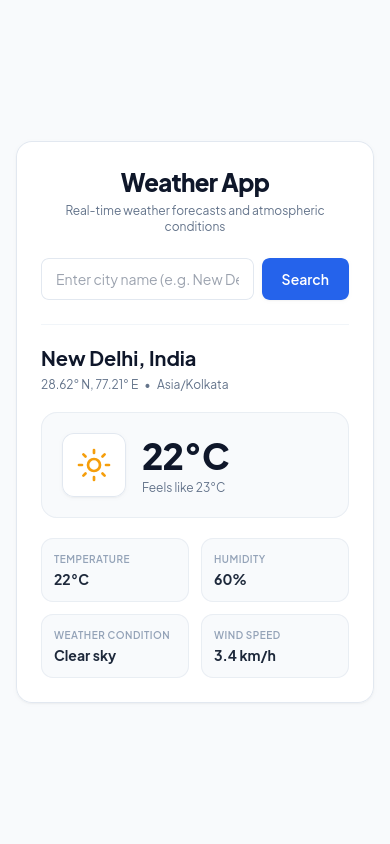 Weather App
Real-time weather forecasts and atmospheric
conditions
Enter city name (e.g. New De
Search
New Delhi, India
28.62° N, 77.21° E • Asia/Kolkata
22°C
Feels like 23°C
TEMPERATURE
22°C
HUMIDITY
60%
WEATHER CONDITION
Clear sky
WIND SPEED
3.4 km/h